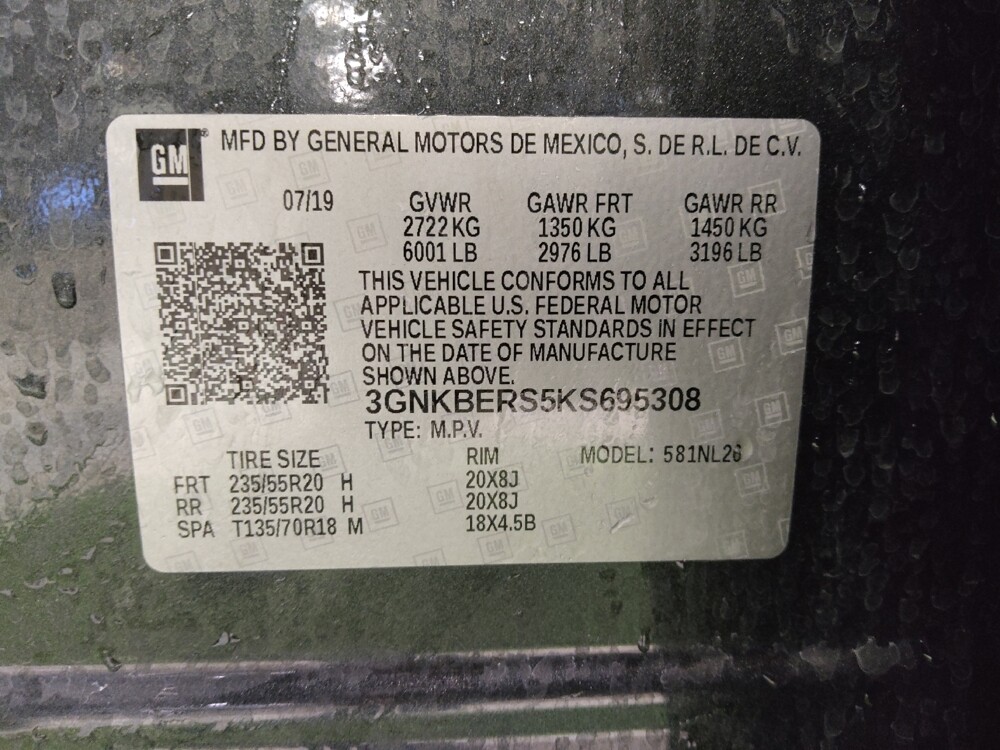 GM® MFD BY GENERAL MOTORS DE MEXICO, S. DE R.L. DE C.V.
07/19 GVWR GAWR FRT GAWR RR
2722 KG 1350 KG 1450 KG
6001 LB 2976 LB 3196 LB
THIS VEHICLE CONFORMS TO ALL
APPLICABLE U.S. FEDERAL MOTOR
VEHICLE SAFETY STANDARDS IN EFFECT
ON THE DATE OF MANUFACTURE
SHOWN ABOVE.
3GNKBERS5KS695308
TYPE: M.P.V.
TIRE SIZE RIM MODEL: 581NL26
FRT 235/55R20 H 20X8J
RR 235/55R20 H 20X8J
SPA T135/70R18 M 18X4.5B